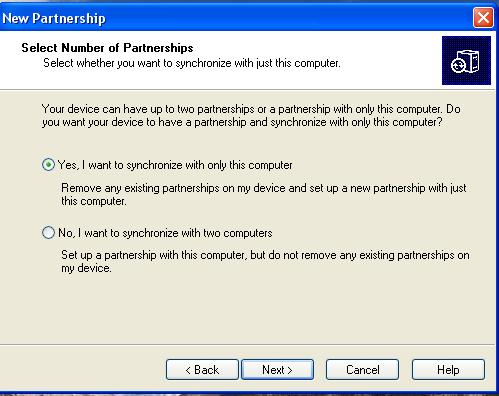 New Partnership
Select Number of Partnerships
Select whether you want to synchronize with just this computer.
Your device can have up to two partnerships or a partnership with only this computer. Do
you want your device to have a partnership and synchronize with only this computer?
Yes, I want to synchronize with only this computer
Remove any existing partnerships on my device and set up a new partnership with just
this computer.
No, I want to synchronize with two computers
Set up a partnership with this computer, but do not remove any existing partnerships on
my device.
< Back
Next >
Cancel
Help